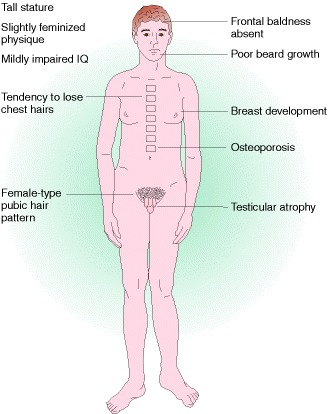 Tall stature
Slightly feminized
physique
Mildly impaired IQ
Tendency to lose
chest hairs
Female-type
pubic hair
pattern
Frontal baldness
absent
Poor beard growth
Breast development
Osteoporosis
Testicular atrophy